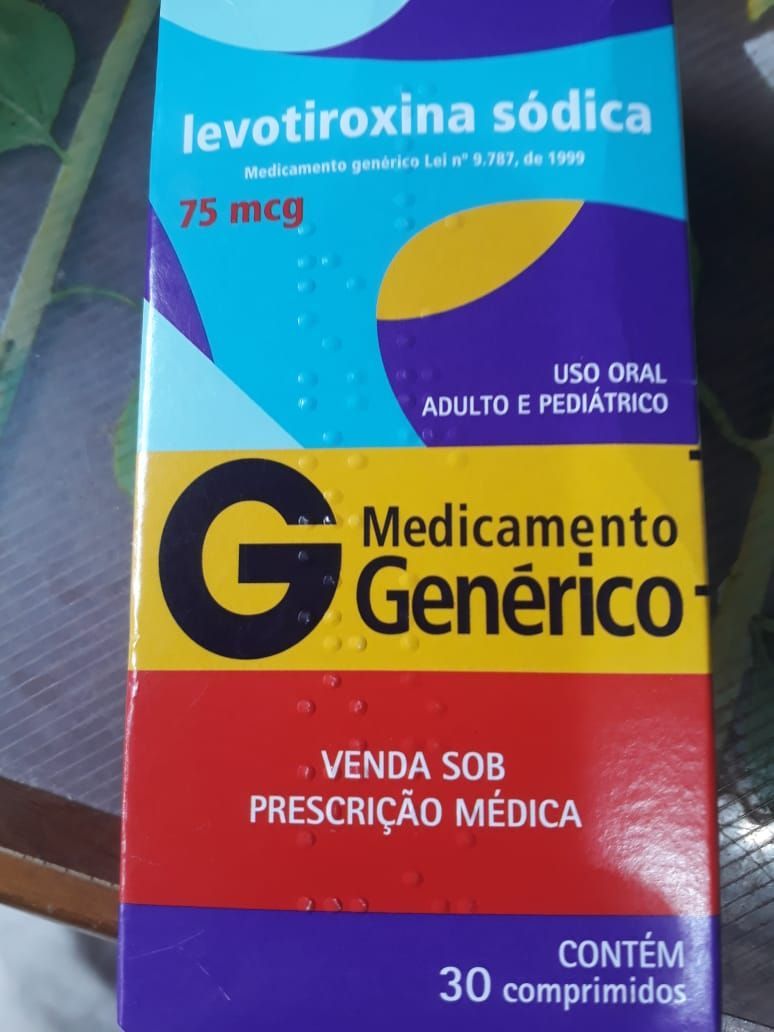 levotiroxina sódica
Medicamento genérico Lei nº 9.787, de 1999
75 mcg
USO ORAL
ADULTO E PEDIÁTRICO
G Medicamento
Genérico
VENDA SOB
PRESCRIÇÃO MÉDICA
CONTÉM
30 comprimidos